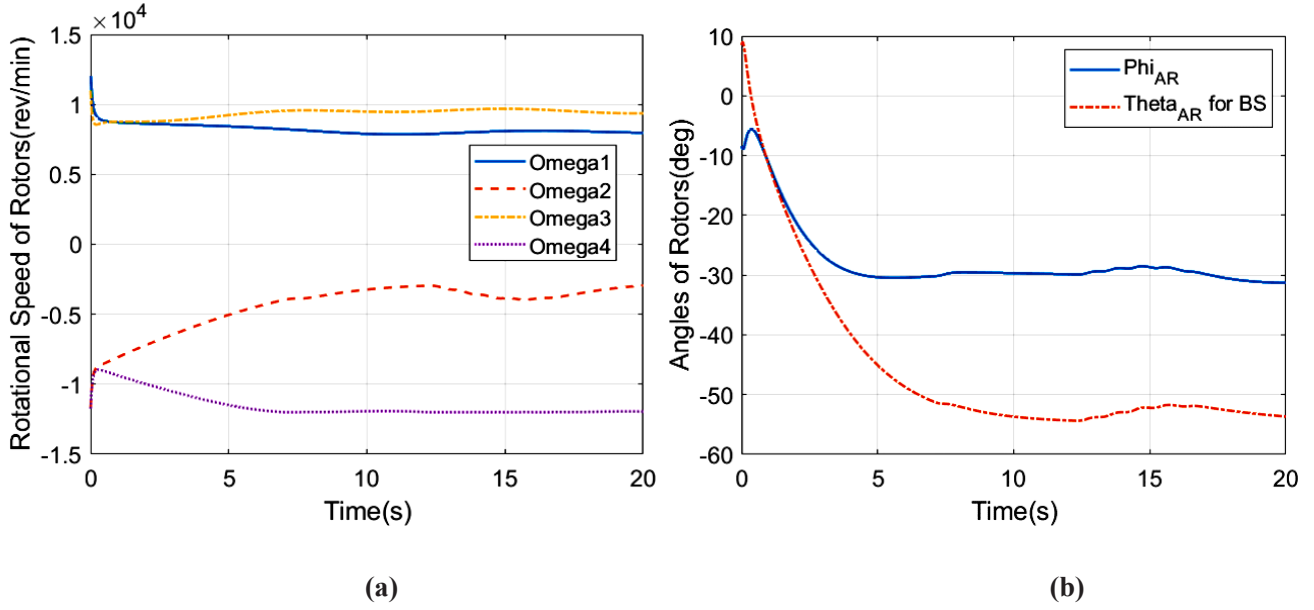 ×10⁴
1.5
1
0.5
0
-0.5
-1
-1.5
Rotational Speed of Rotors(rev/min)
Omega1
Omega2
Omega3
Omega4
0
5
10
15
20
Time(s)
(a)
10
0
-10
-20
-30
-40
-50
-60
Angles of Rotors(deg)
Phi_AR
Theta_AR for BS
0
5
10
15
20
Time(s)
(b)